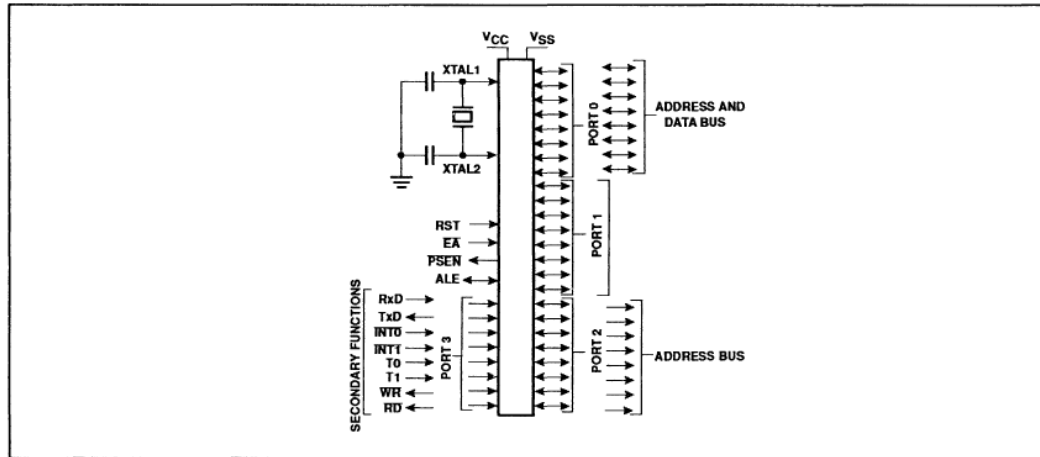 VCC
VSS
XTAL1
XTAL2
PORT 0
ADDRESS AND
DATA BUS
PORT 1
RST
EA
PSEN
ALE
SECONDARY FUNCTIONS
RxD
TxD
INT0
INT1
T0
T1
WR
RD
PORT 3
PORT 2
ADDRESS BUS